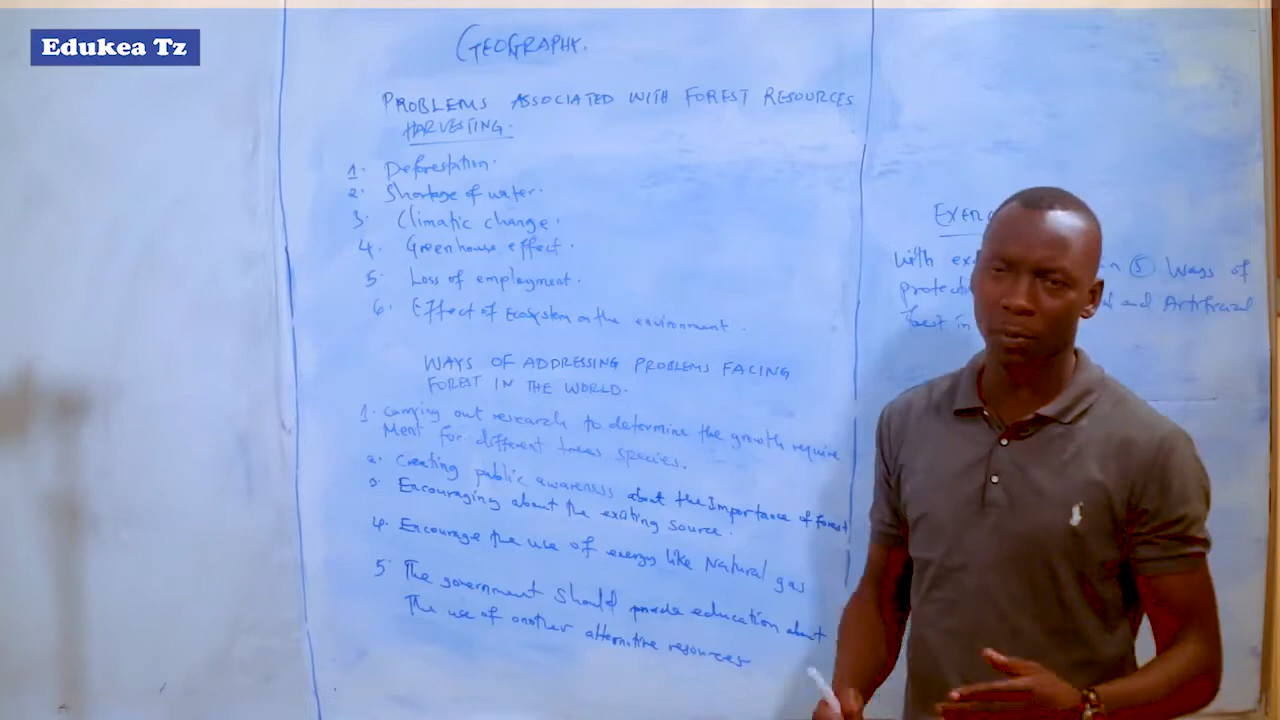 Edukea Tz
GEOGRAPHY.
PROBLEMS ASSOCIATED WITH FOREST RESOURCES
HARVESTING.
1. Deforestation.
2. Shortage of water.
3. Climatic change.
4. Greenhouse effect.
5. Loss of employment.
6. Effect of Ecosystem on the environment.
WAYS OF ADDRESSING PROBLEMS FACING
FOREST IN THE WORLD.
1. Carrying out research to determine the growth require
Ment for different trees species.
2. Creating public awareness about the Importance of Forest
3. Encouraging about the existing source.
4. Encourage the use of energy like Natural gas
5. The government should provide education about
The use of another alternative resources
With 5 Ways of
and Artificial
forest in